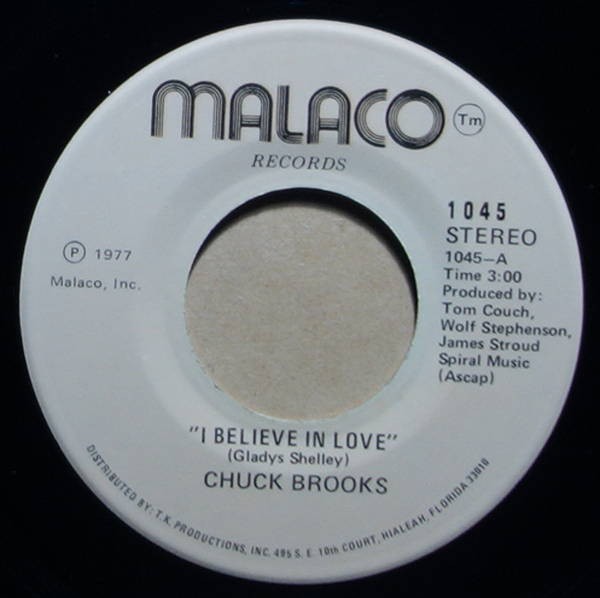 MALACO Tm
RECORDS
℗ 1977
Malaco, Inc.
1045
STEREO
1045-A
Time 3:00
Produced by:
Tom Couch,
Wolf Stephenson,
James Stroud
Spiral Music
(Ascap)
"I BELIEVE IN LOVE"
(Gladys Shelley)
CHUCK BROOKS
DISTRIBUTED BY: T.K. PRODUCTIONS, INC. 495 S. E. 10th COURT, HIALEAH, FLORIDA 33010